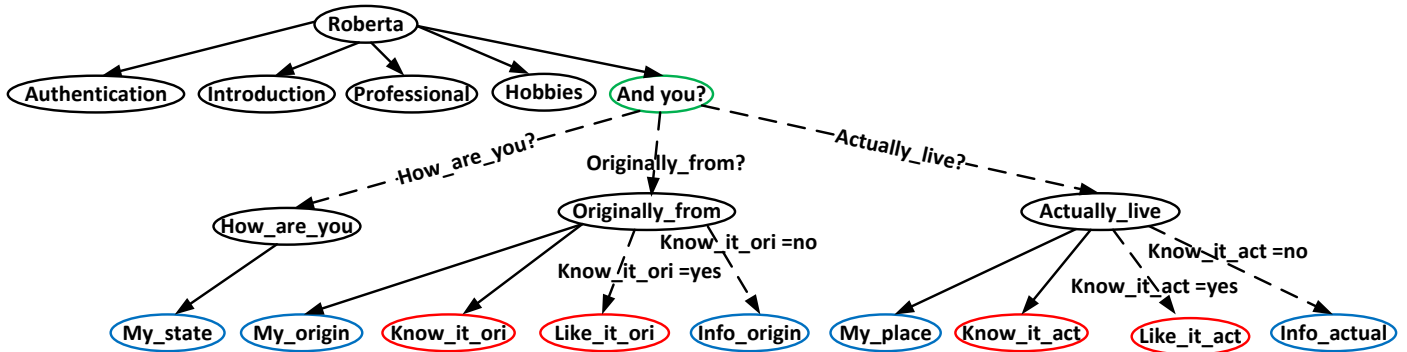 Roberta
Authentication
Introduction
Professional
Hobbies
And you?
How_are_you?
Originally_from?
Actually_live?
How_are_you
Originally_from
Actually_live
Know_it_ori =no
Know_it_ori =yes
Know_it_act =no
Know_it_act =yes
My_state
My_origin
Know_it_ori
Like_it_ori
Info_origin
My_place
Know_it_act
Like_it_act
Info_actual